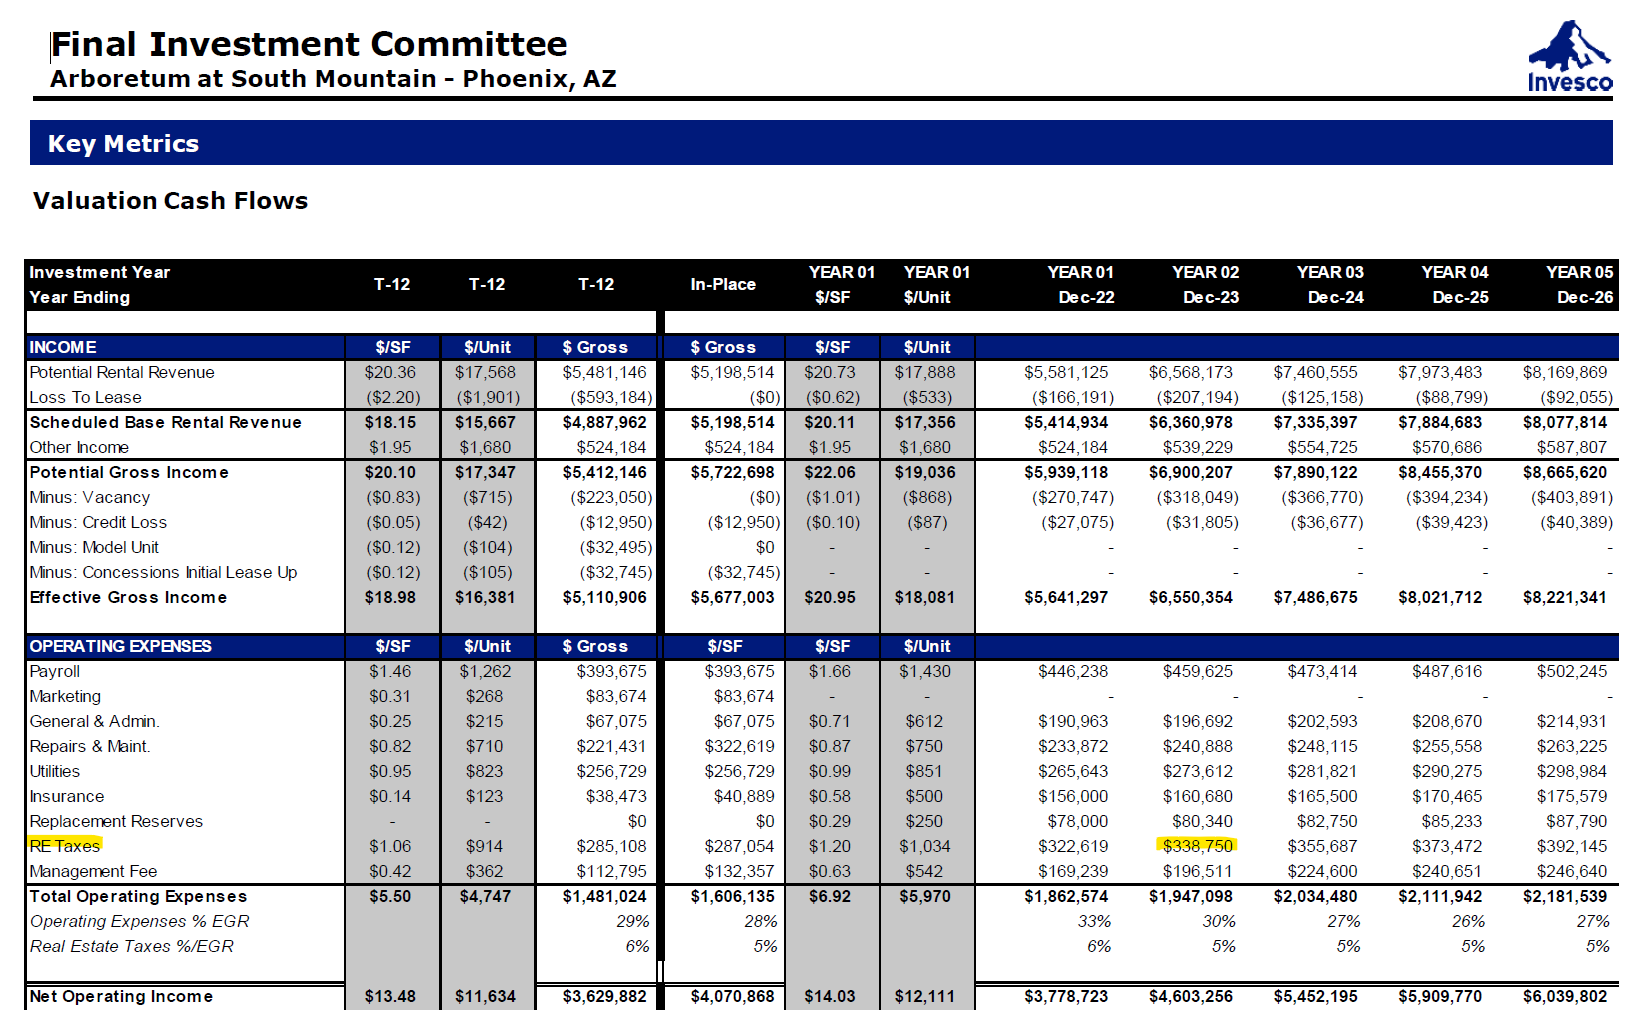 Final Investment Committee
Arboretum at South Mountain - Phoenix, AZ
Invesco
Key Metrics
Valuation Cash Flows
Investment Year T-12 T-12 T-12 In-Place YEAR 01 YEAR 01 YEAR 01 YEAR 02 YEAR 03 YEAR 04 YEAR 05
Year Ending $/SF $/Unit Dec-22 Dec-23 Dec-24 Dec-25 Dec-26
INCOME $/SF $/Unit $ Gross $ Gross $/SF $/Unit
Potential Rental Revenue $20.36 $17,568 $5,481,146 $5,198,514 $20.73 $17,888 $5,581,125 $6,568,173 $7,460,555 $7,973,483 $8,169,869
Loss To Lease ($2.20) ($1,901) ($593,184) ($0) ($0.62) ($533) ($166,191) ($207,194) ($125,158) ($88,799) ($92,055)
Scheduled Base Rental Revenue $18.15 $15,667 $4,887,962 $5,198,514 $20.11 $17,356 $5,414,934 $6,360,978 $7,335,397 $7,884,683 $8,077,814
Other Income $1.95 $1,680 $524,184 $524,184 $1.95 $1,680 $524,184 $539,229 $554,725 $570,686 $587,807
Potential Gross Income $20.10 $17,347 $5,412,146 $5,722,698 $22.06 $19,036 $5,939,118 $6,900,207 $7,890,122 $8,455,370 $8,665,620
Minus: Vacancy ($0.83) ($715) ($223,050) ($0) ($1.01) ($868) ($270,747) ($318,049) ($366,770) ($394,234) ($403,891)
Minus: Credit Loss ($0.05) ($42) ($12,950) ($12,950) ($0.10) ($87) ($27,075) ($31,805) ($36,677) ($39,423) ($40,389)
Minus: Model Unit ($0.12) ($104) ($32,495) $0 - - - - - - -
Minus: Concessions Initial Lease Up ($0.12) ($105) ($32,745) ($32,745) - - - - - - -
Effective Gross Income $18.98 $16,381 $5,110,906 $5,677,003 $20.95 $18,081 $5,641,297 $6,550,354 $7,486,675 $8,021,712 $8,221,341
OPERATING EXPENSES $/SF $/Unit $ Gross $/SF $/SF $/Unit
Payroll $1.46 $1,262 $393,675 $393,675 $1.66 $1,430 $446,238 $459,625 $473,414 $487,616 $502,245
Marketing $0.31 $268 $83,674 $83,674 - - - - - - -
General & Admin. $0.25 $215 $67,075 $67,075 $0.71 $612 $190,963 $196,692 $202,593 $208,670 $214,931
Repairs & Maint. $0.82 $710 $221,431 $322,619 $0.87 $750 $233,872 $240,888 $248,115 $255,558 $263,225
Utilities $0.95 $823 $256,729 $256,729 $0.99 $851 $265,643 $273,612 $281,821 $290,275 $298,984
Insurance $0.14 $123 $38,473 $40,889 $0.58 $500 $156,000 $160,680 $165,500 $170,465 $175,579
Replacement Reserves - - $0 $0 $0.29 $250 $78,000 $80,340 $82,750 $85,233 $87,790
RE Taxes $1.06 $914 $285,108 $287,054 $1.20 $1,034 $322,619 $338,750 $355,687 $373,472 $392,145
Management Fee $0.42 $362 $112,795 $132,357 $0.63 $542 $169,239 $196,511 $224,600 $240,651 $246,640
Total Operating Expenses $5.50 $4,747 $1,481,024 $1,606,135 $6.92 $5,970 $1,862,574 $1,947,098 $2,034,480 $2,111,942 $2,181,539
Operating Expenses % EGR 29% 28% 33% 30% 27% 26% 27%
Real Estate Taxes %/EGR 6% 5% 6% 5% 5% 5% 5%
Net Operating Income $13.48 $11,634 $3,629,882 $4,070,868 $14.03 $12,111 $3,778,723 $4,603,256 $5,452,195 $5,909,770 $6,039,802